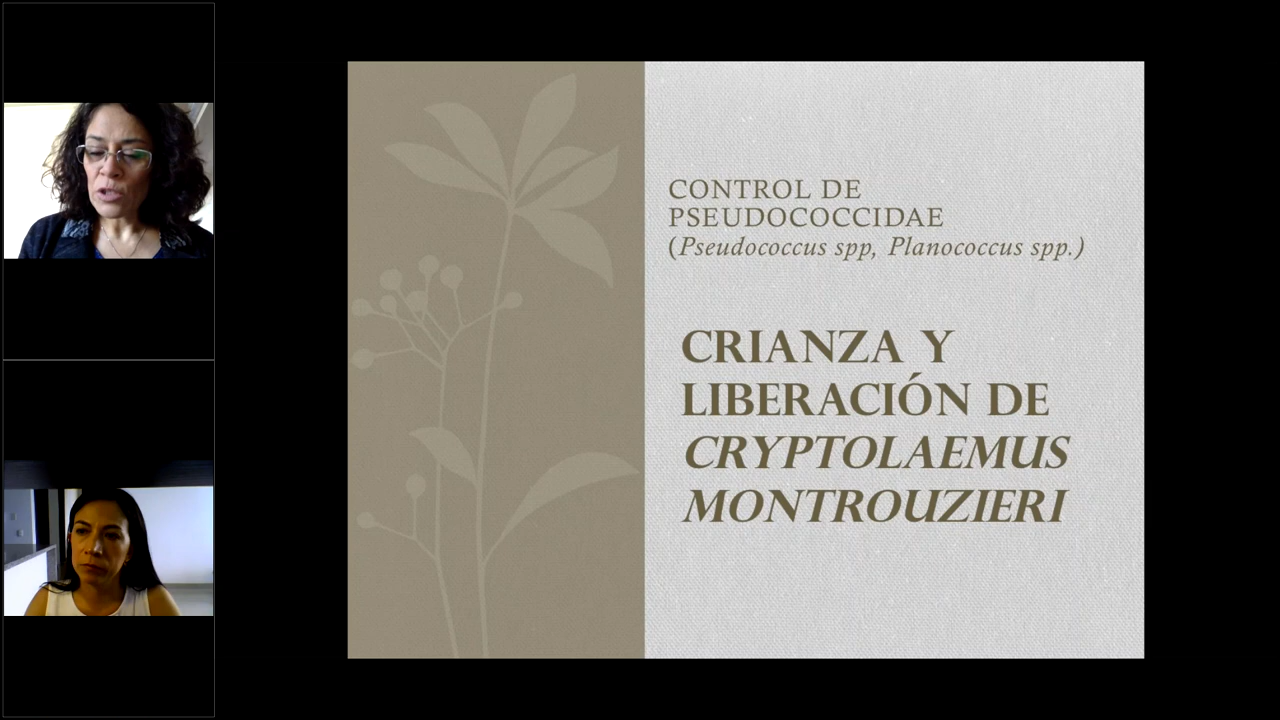 CONTROL DE
PSEUDOCOCCIDAE
(Pseudococcus spp, Planococcus spp.)
CRIANZA Y
LIBERACIÓN DE
CRYPTOLAEMUS
MONTROUZIERI